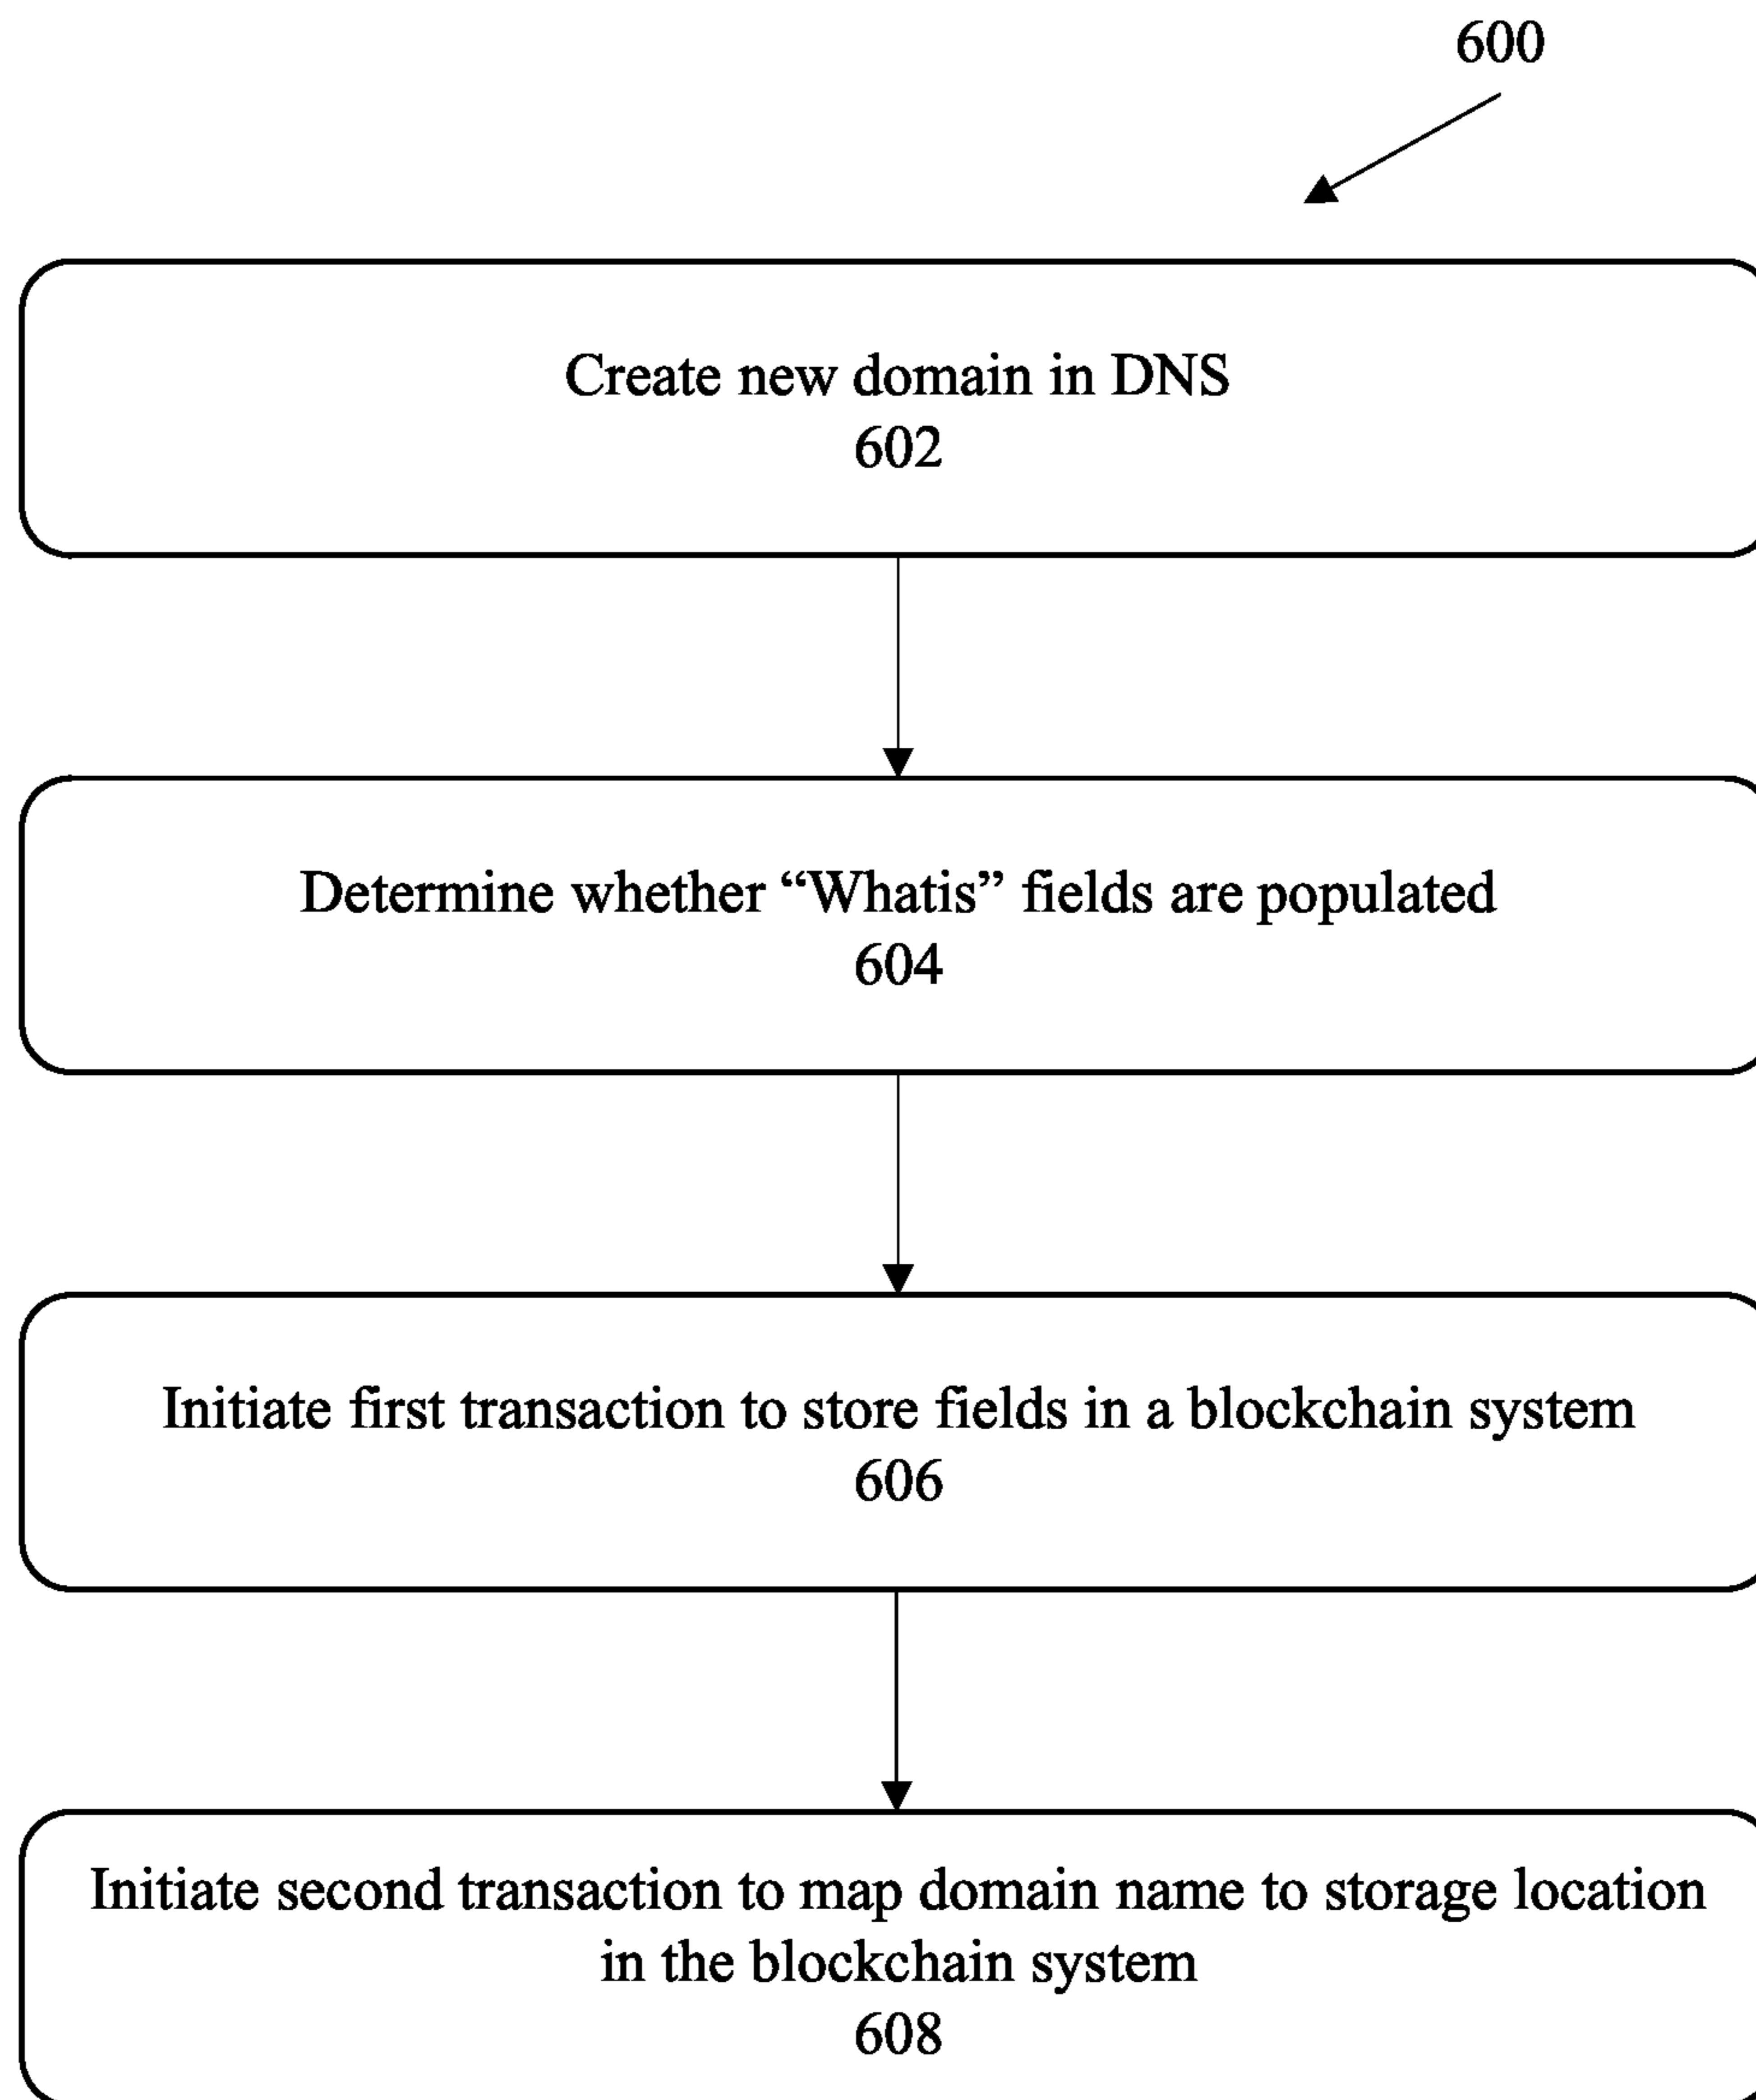 600
Create new domain in DNS
602
Determine whether “Whatis” fields are populated
604
Initiate first transaction to store fields in a blockchain system
606
Initiate second transaction to map domain name to storage location
in the blockchain system
608